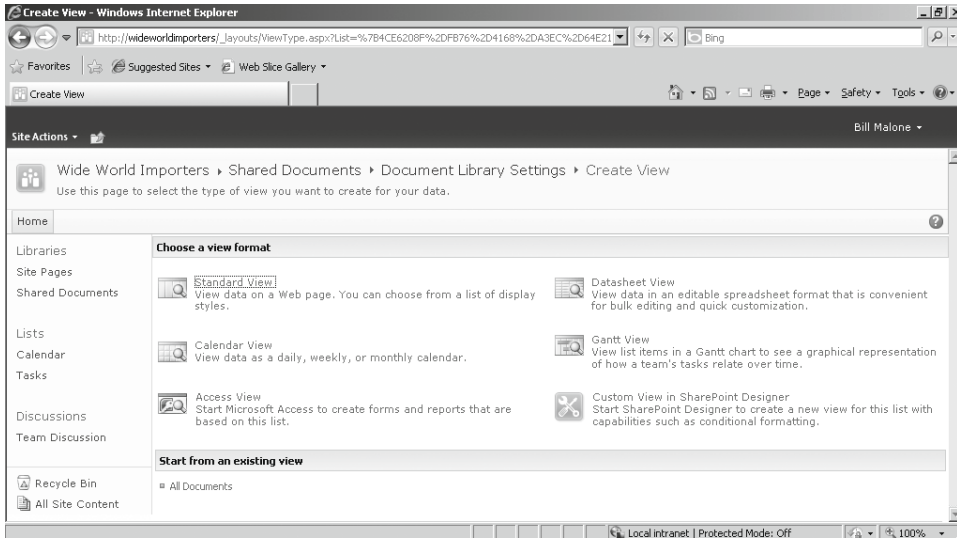 Create View - Windows Internet Explorer
http://wideworldimporters/_layouts/ViewType.aspx?List=%7B4CE6208F%2DFB76%2D4168%2DA3EC%2D64E21
Bing
Favorites Suggested Sites Web Slice Gallery
Create View
Page Safety Tools
Bill Malone
Site Actions
Wide World Importers Shared Documents Document Library Settings Create View
Use this page to select the type of view you want to create for your data.
Home
Libraries
Site Pages
Shared Documents
Lists
Calendar
Tasks
Discussions
Team Discussion
Recycle Bin
All Site Content
Choose a view format
Standard View
View data on a Web page. You can choose from a list of display
styles.
Datasheet View
View data in an editable spreadsheet format that is convenient
for bulk editing and quick customization.
Calendar View
View data as a daily, weekly, or monthly calendar.
Gantt View
View list items in a Gantt chart to see a graphical representation
of how a team's tasks relate over time.
Access View
Start Microsoft Access to create forms and reports that are
based on this list.
Custom View in SharePoint Designer
Start SharePoint Designer to create a new view for this list with
capabilities such as conditional formatting.
Start from an existing view
All Documents
Local intranet | Protected Mode: Off
100%